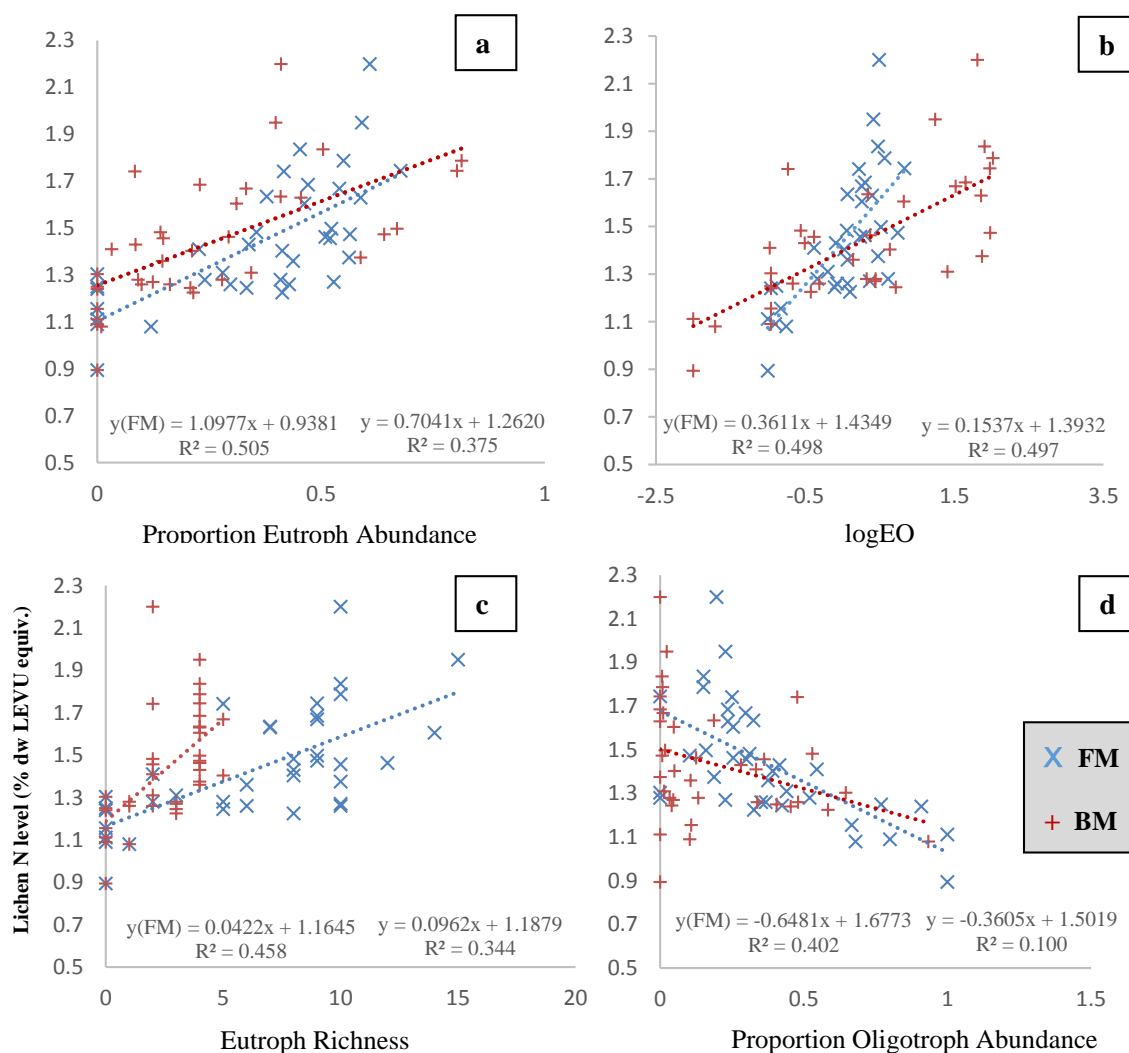 a
2.3
2.1
1.9
1.7
1.5
1.3
1.1
0.9
0.7
0.5
y(FM) = 1.0977x + 0.9381
R² = 0.505
y = 0.7041x + 1.2620
R² = 0.375
0
0.5
1
Proportion Eutroph Abundance
b
2.3
2.1
1.9
1.7
1.5
1.3
1.1
0.9
0.7
0.5
y(FM) = 0.3611x + 1.4349
R² = 0.498
y = 0.1537x + 1.3932
R² = 0.497
-2.5
-0.5
1.5
3.5
logEO
c
Lichen N level (% dw LEVU equiv.)
2.3
2.1
1.9
1.7
1.5
1.3
1.1
0.9
0.7
0.5
y(FM) = 0.0422x + 1.1645
R² = 0.458
y = 0.0962x + 1.1879
R² = 0.344
0
5
10
15
20
Eutroph Richness
d
2.3
2.1
1.9
1.7
1.5
1.3
1.1
0.9
0.7
0.5
y(FM) = -0.6481x + 1.6773
R² = 0.402
y = -0.3605x + 1.5019
R² = 0.100
0
0.5
1
1.5
Proportion Oligotroph Abundance
FM
BM